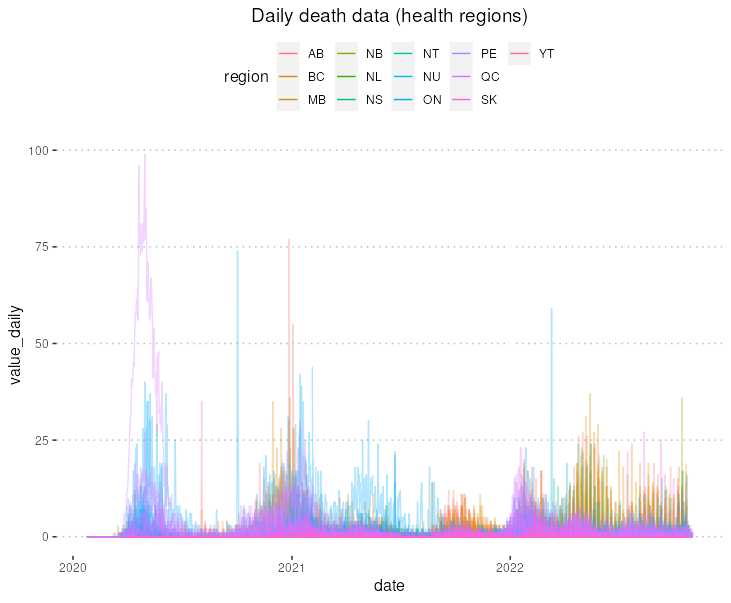 Daily death data (health regions)
AB NB NT PE YT
region BC NL NU QC
MB NS ON SK
100
75
50
25
0
value_daily
2020 2021 2022
date